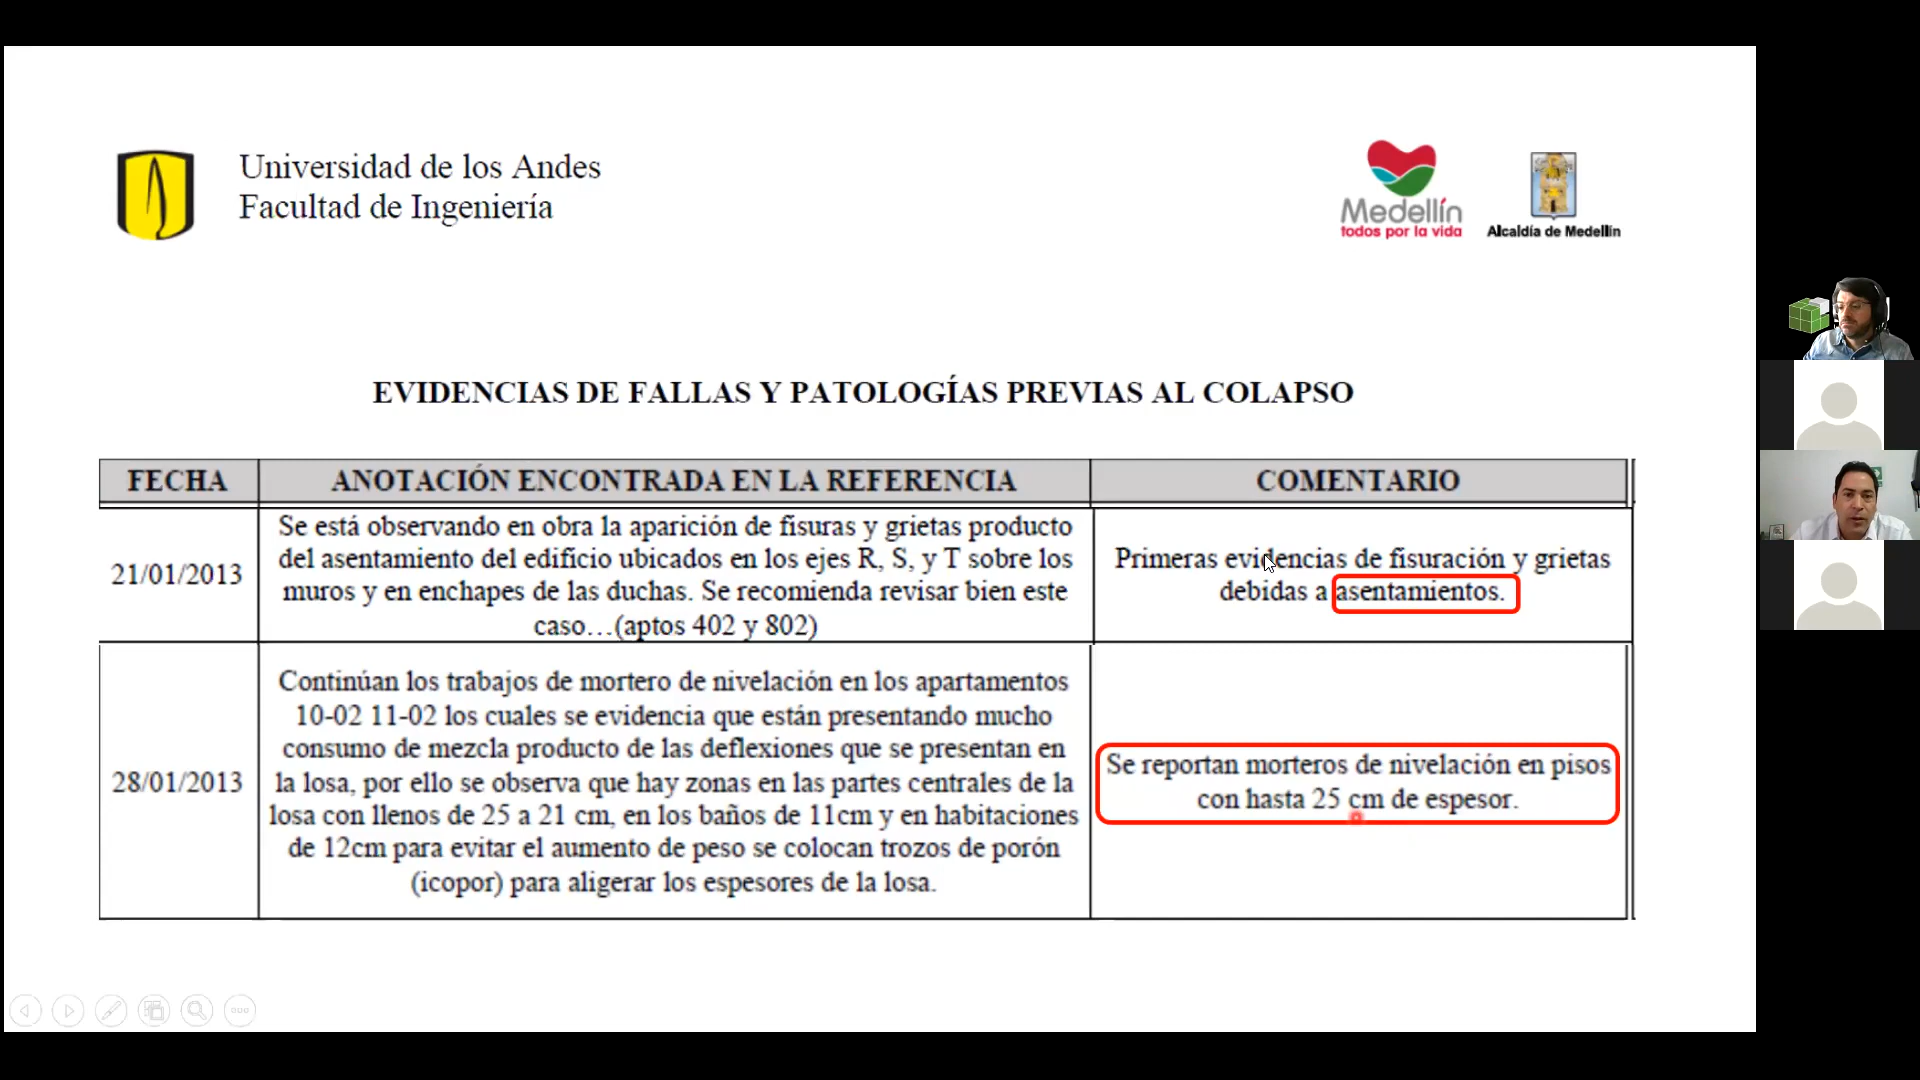 Universidad de los Andes
Facultad de Ingeniería
Medellín
todos por la vida
Alcaldía de Medellín
EVIDENCIAS DE FALLAS Y PATOLOGÍAS PREVIAS AL COLAPSO
FECHA
ANOTACIÓN ENCONTRADA EN LA REFERENCIA
COMENTARIO
21/01/2013
Se está observando en obra la aparición de fisuras y grietas producto
del asentamiento del edificio ubicados en los ejes R, S, y T sobre los
muros y en enchapes de las duchas. Se recomienda revisar bien este
caso…(aptos 402 y 802)
Primeras evidencias de fisuración y grietas
debidas a asentamientos.
28/01/2013
Continúan los trabajos de mortero de nivelación en los apartamentos
10-02 11-02 los cuales se evidencia que están presentando mucho
consumo de mezcla producto de las deflexiones que se presentan en
la losa, por ello se observa que hay zonas en las partes centrales de la
losa con llenos de 25 a 21 cm, en los baños de 11cm y en habitaciones
de 12cm para evitar el aumento de peso se colocan trozos de porón
(icopor) para aligerar los espesores de la losa.
Se reportan morteros de nivelación en pisos
con hasta 25 cm de espesor.